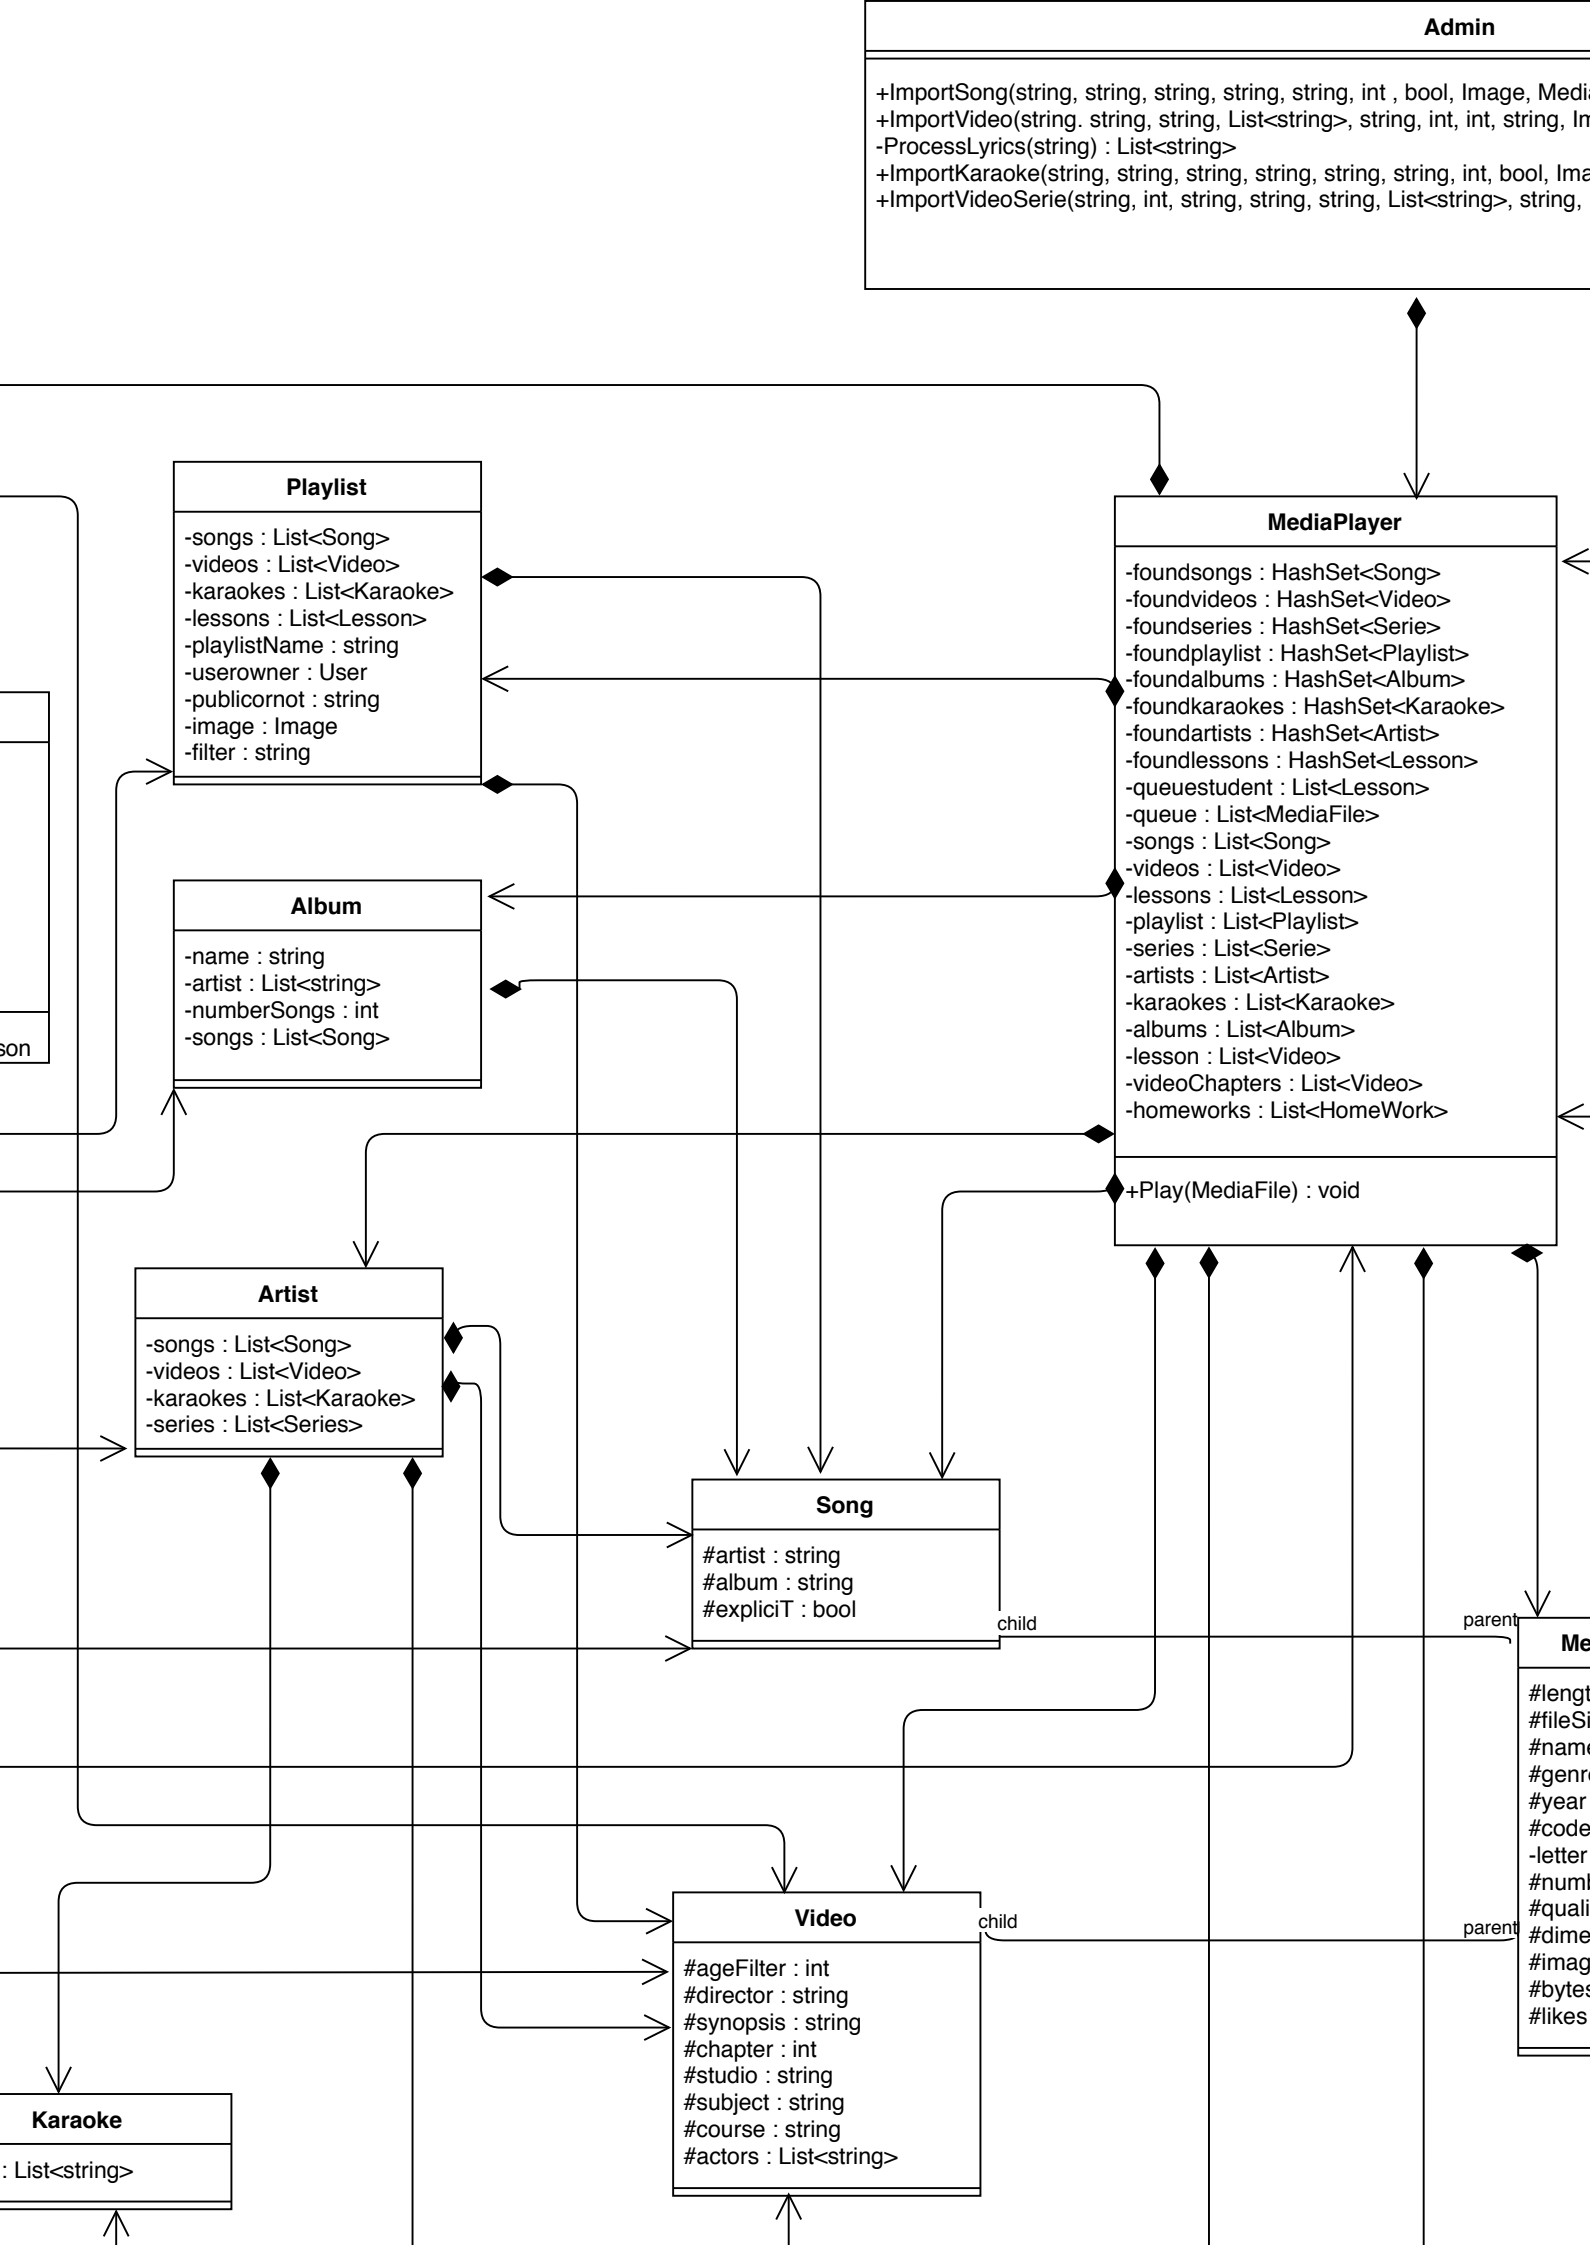 Admin
+ImportSong(string, string, string, string, string, int , bool, Image, Medi
+ImportVideo(string. string, string, List<string>, string, int, int, string, Im
-ProcessLyrics(string) : List<string>
+ImportKaraoke(string, string, string, string, string, string, int, bool, Ima
+ImportVideoSerie(string, int, string, string, string, List<string>, string,
Playlist
-songs : List<Song>
-videos : List<Video>
-karaokes : List<Karaoke>
-lessons : List<Lesson>
-playlistName : string
-userowner : User
-publicornot : string
-image : Image
-filter : string
MediaPlayer
-foundsongs : HashSet<Song>
-foundvideos : HashSet<Video>
-foundseries : HashSet<Serie>
-foundplaylist : HashSet<Playlist>
-foundalbums : HashSet<Album>
-foundkaraokes : HashSet<Karaoke>
-foundartists : HashSet<Artist>
-foundlessons : HashSet<Lesson>
-queuestudent : List<Lesson>
-queue : List<MediaFile>
-songs : List<Song>
-videos : List<Video>
-lessons : List<Lesson>
-playlist : List<Playlist>
-series : List<Serie>
-artists : List<Artist>
-karaokes : List<Karaoke>
-albums : List<Album>
-lesson : List<Video>
-videoChapters : List<Video>
-homeworks : List<HomeWork>
+Play(MediaFile) : void
Album
-name : string
-artist : List<string>
-numberSongs : int
-songs : List<Song>
son
Artist
-songs : List<Song>
-videos : List<Video>
-karaokes : List<Karaoke>
-series : List<Series>
Song
#artist : string
#album : string
#expliciT : bool
child
parent
Me
#lengt
#fileSi
#name
#genre
#year
#code
-letter
#numb
#quali
#dime
#imag
#bytes
#likes
Video
child
parent
#ageFilter : int
#director : string
#synopsis : string
#chapter : int
#studio : string
#subject : string
#course : string
#actors : List<string>
Karaoke
: List<string>